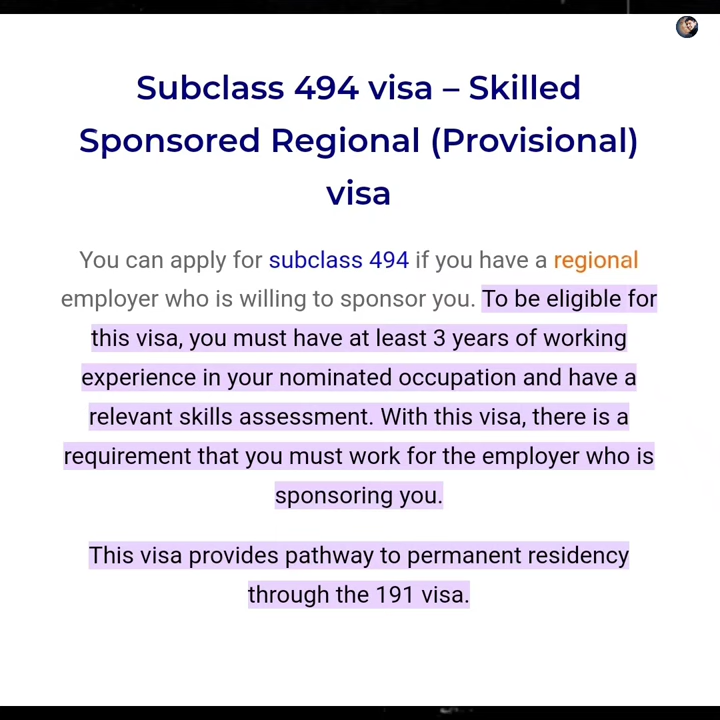 Subclass 494 visa – Skilled
Sponsored Regional (Provisional)
visa
You can apply for subclass 494 if you have a regional
employer who is willing to sponsor you. To be eligible for
this visa, you must have at least 3 years of working
experience in your nominated occupation and have a
relevant skills assessment. With this visa, there is a
requirement that you must work for the employer who is
sponsoring you.
This visa provides pathway to permanent residency
through the 191 visa.